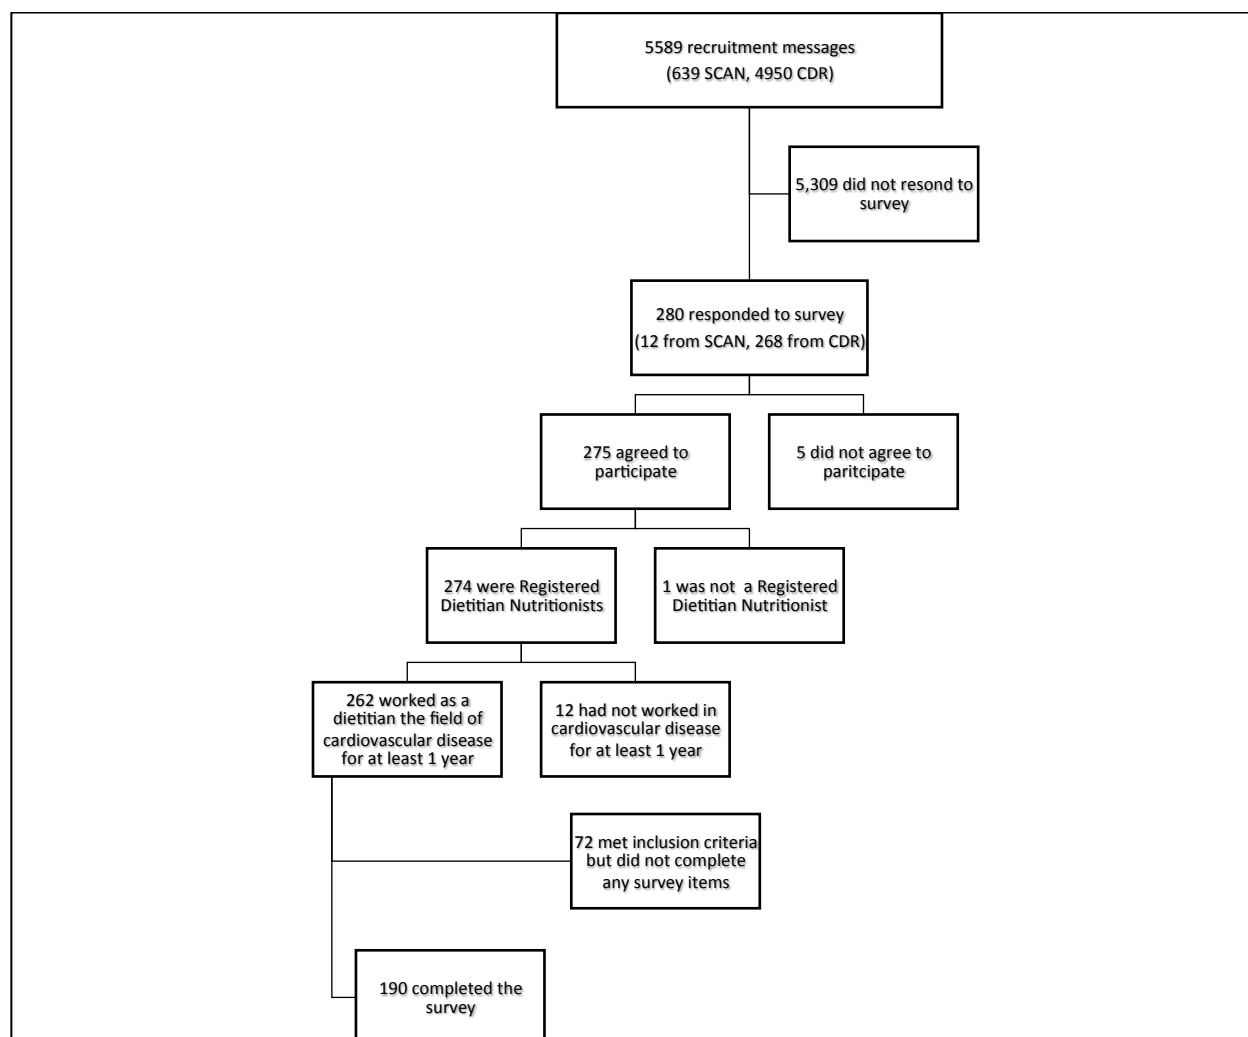 5589 recruitment messages
(639 SCAN, 4950 CDR)
5,309 did not resond to
survey
280 responded to survey
(12 from SCAN, 268 from CDR)
275 agreed to
participate
5 did not agree to
paritcipate
274 were Registered
Dietitian Nutritionists
1 was not  a Registered
Dietitian Nutritionist
262 worked as a
dietitian the field of
cardiovascular disease
for at least 1 year
12 had not worked in
cardiovascular disease
for at least 1 year
72 met inclusion criteria
but did not complete
any survey items
190 completed the
survey